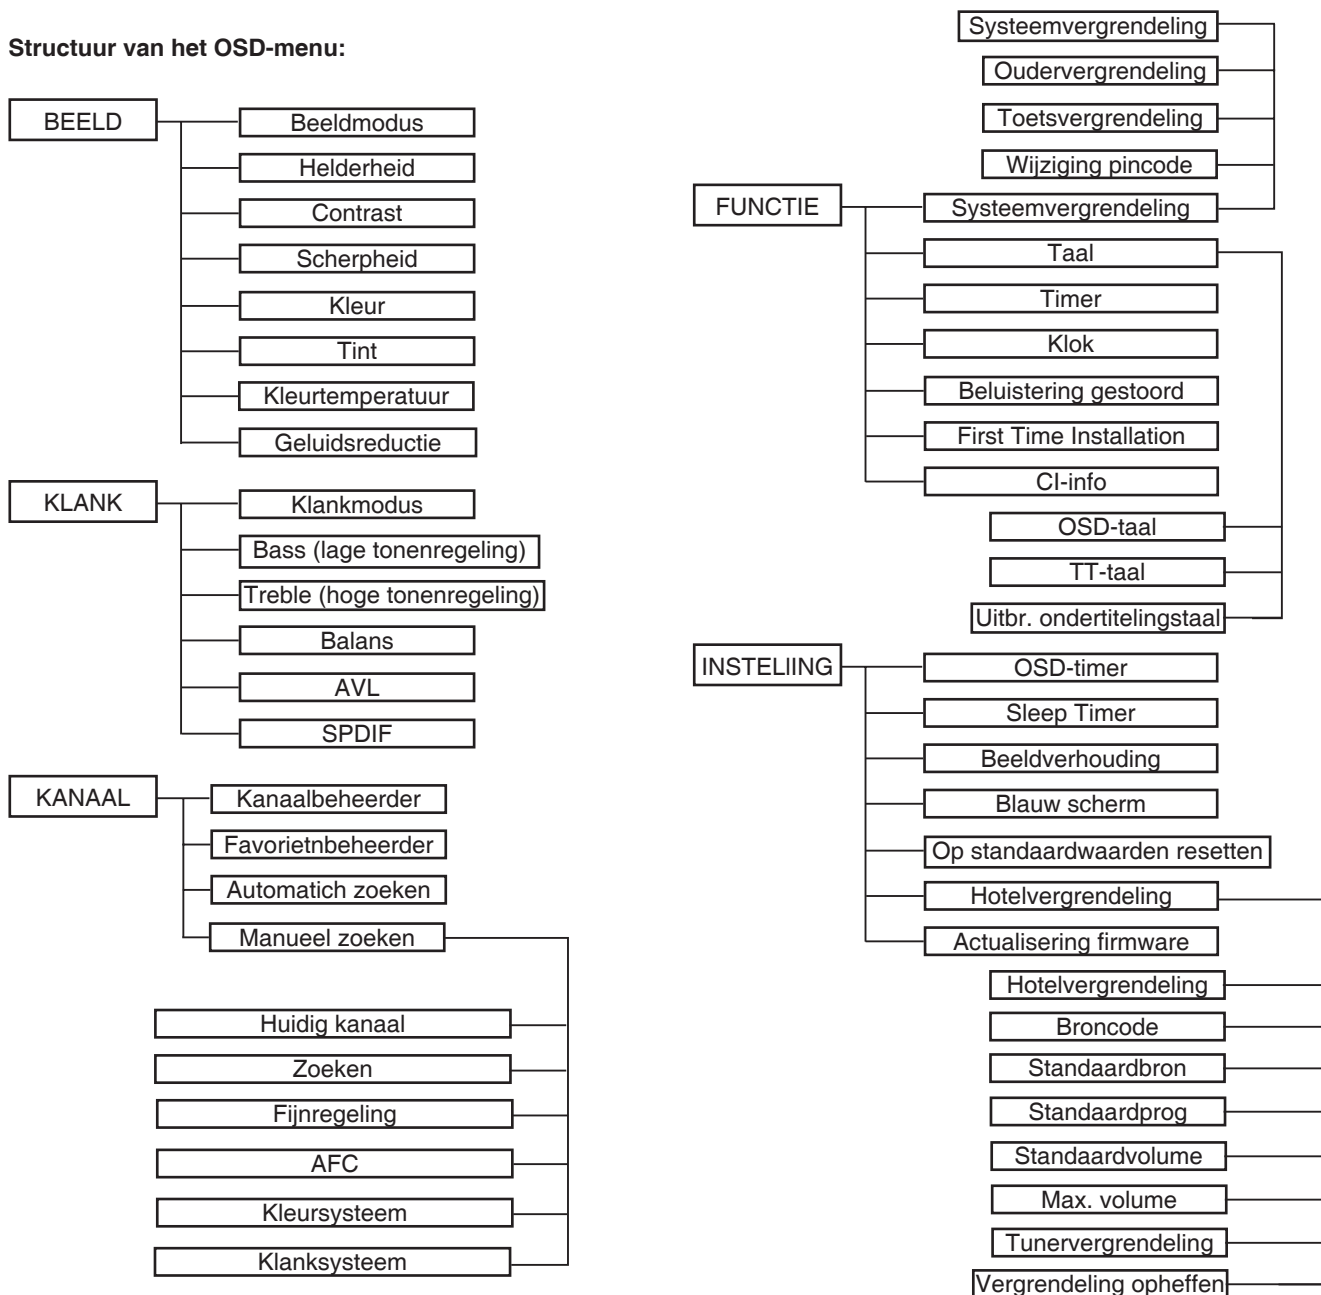 Structuur van het OSD-menu:
BEELD
Beeldmodus
Helderheid
Contrast
Scherpheid
Kleur
Tint
Kleurtemperatuur
Geluidsreductie
KLANK
Klankmodus
Bass (lage tonenregeling)
Treble (hoge tonenregeling)
Balans
AVL
SPDIF
KANAAL
Kanaalbeheerder
Favorietnbeheerder
Automatich zoeken
Manueel zoeken
Huidig kanaal
Zoeken
Fijnregeling
AFC
Kleursysteem
Klanksysteem
Systeemvergrendeling
Oudervergrendeling
Toetsvergrendeling
Wijziging pincode
FUNCTIE
Systeemvergrendeling
Taal
Timer
Klok
Beluistering gestoord
First Time Installation
CI-info
OSD-taal
TT-taal
Uitbr. ondertitelingstaal
INSTELlING
OSD-timer
Sleep Timer
Beeldverhouding
Blauw scherm
Op standaardwaarden resetten
Hotelvergrendeling
Actualisering firmware
Hotelvergrendeling
Broncode
Standaardbron
Standaardprog
Standaardvolume
Max. volume
Tunervergrendeling
Vergrendeling opheffen